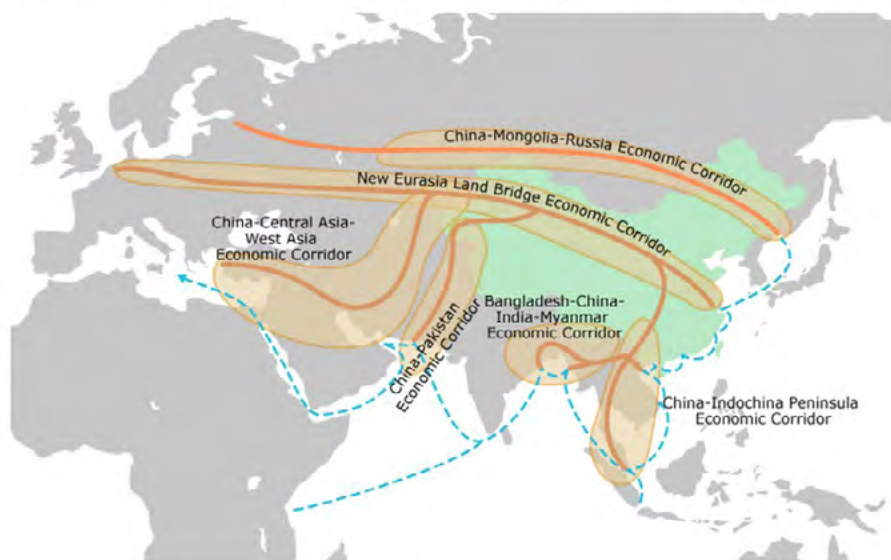 China-Mongolia-Russia Economic Corridor
New Eurasia Land Bridge Economic Corridor
China-Central Asia-
West Asia
Economic Corridor
China-Pakistan
Economic Corridor
Bangladesh-China-
India-Myanmar
Economic Corridor
China-Indochina Peninsula
Economic Corridor